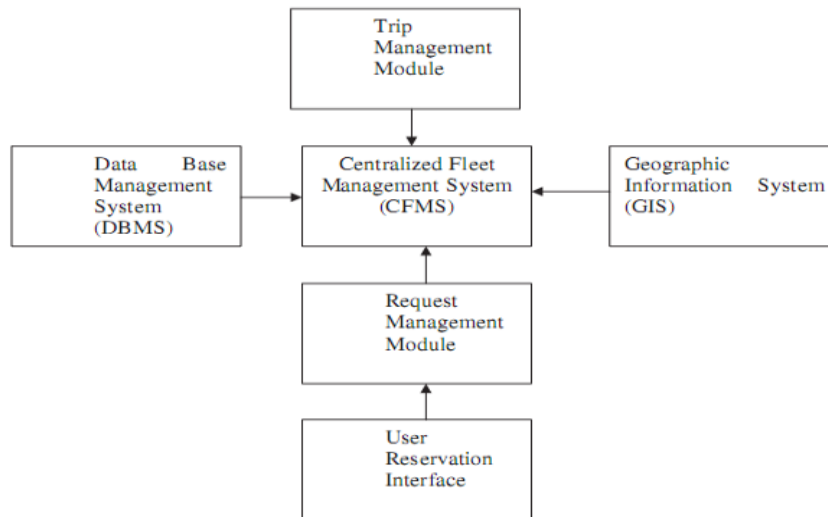 Trip
Management
Module
Data Base
Management
System
(DBMS)
Centralized Fleet
Management System
(CFMS)
Geographic
Information System
(GIS)
Request
Management
Module
User
Reservation
Interface